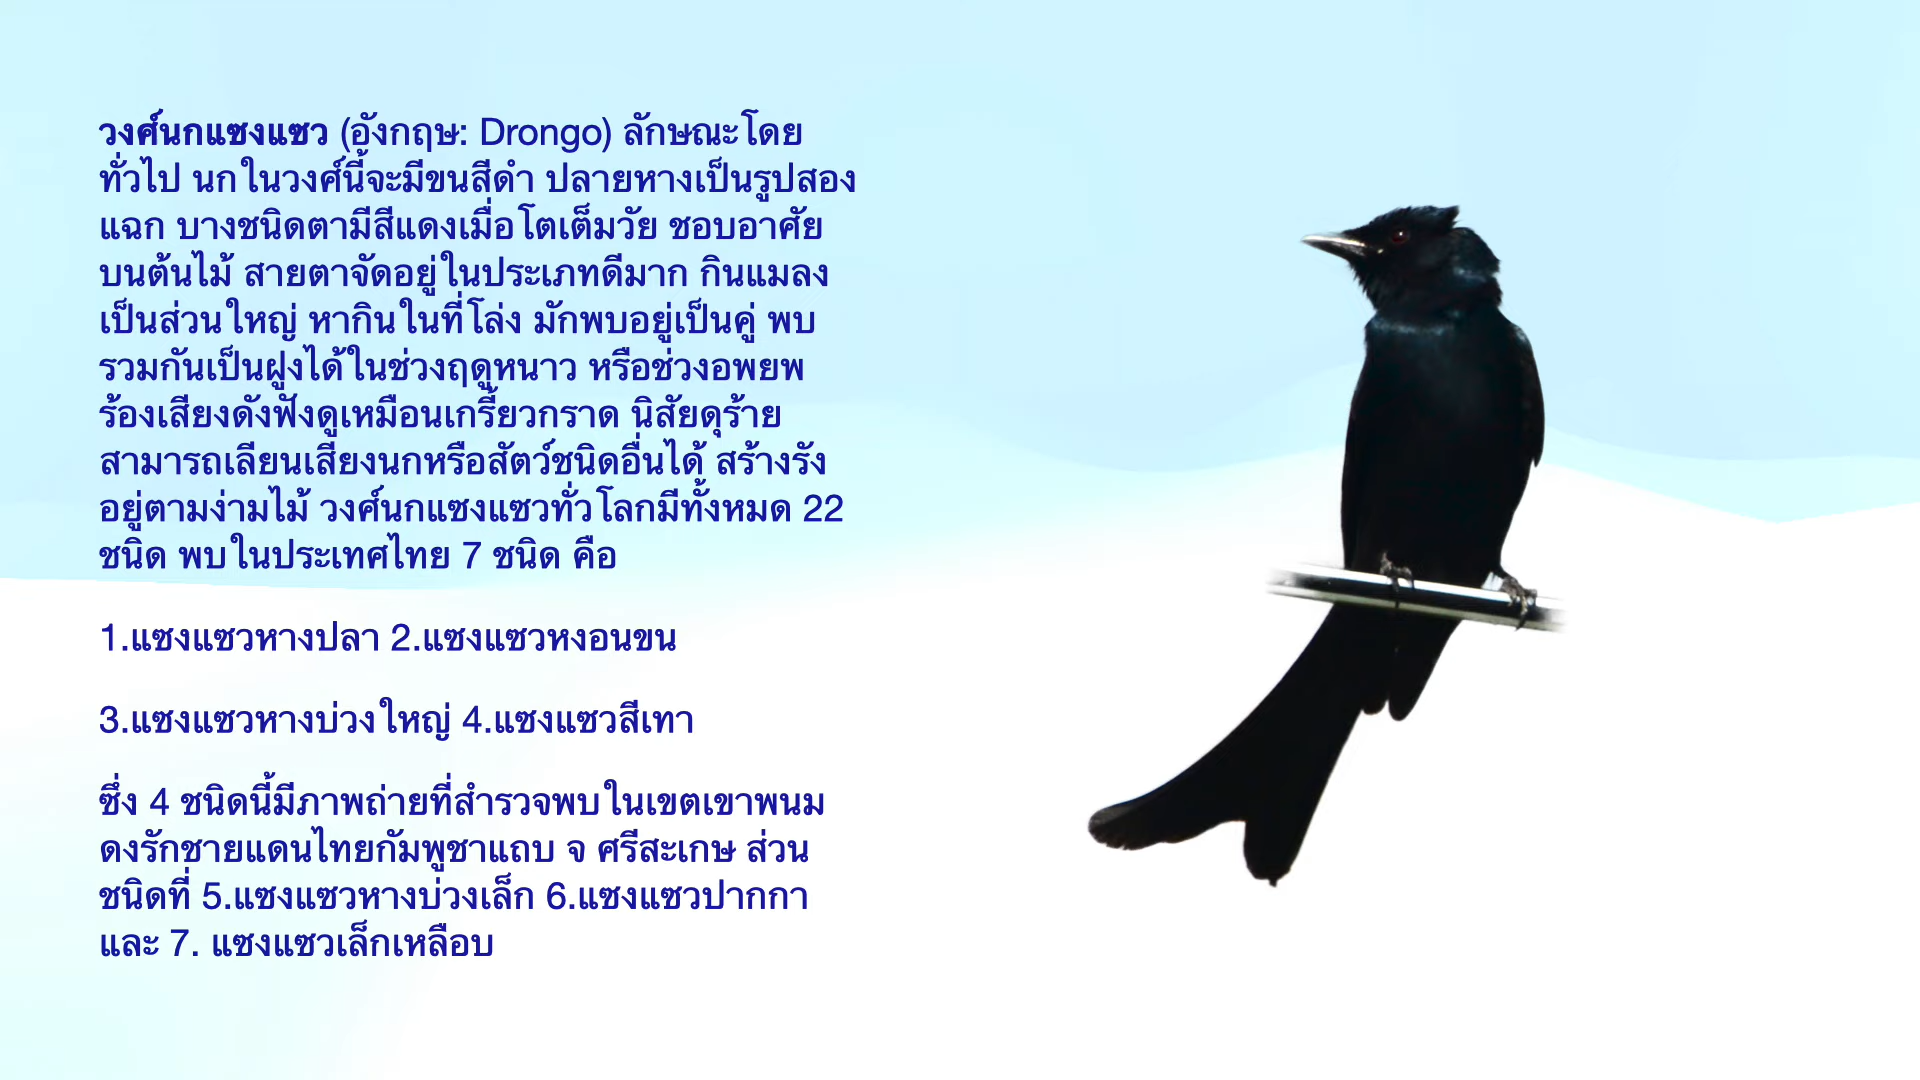 วงศ์นกแซงแซว (อังกฤษ: Drongo) ลักษณะโดย
ทั่วไป นกในวงศ์นี้จะมีขนสีดำ ปลายหางเป็นรูปสอง
แฉก บางชนิดตามีสีแดงเมื่อโตเต็มวัย ชอบอาศัย
บนต้นไม้ สายตาจัดอยู่ในประเภทดีมาก กินแมลง
เป็นส่วนใหญ่ หากินในที่โล่ง มักพบอยู่เป็นคู่ พบ
รวมกันเป็นฝูงได้ในช่วงฤดูหนาว หรือช่วงอพยพ
ร้องเสียงดังฟังดูเหมือนเกรี้ยวกราด นิสัยดุร้าย
สามารถเลียนเสียงนกหรือสัตว์ชนิดอื่นได้ สร้างรัง
อยู่ตามง่ามไม้ วงศ์นกแซงแซวทั่วโลกมีทั้งหมด 22
ชนิด พบในประเทศไทย 7 ชนิด คือ
1.แซงแซวหางปลา 2.แซงแซวหงอนขน
3.แซงแซวหางบ่วงใหญ่ 4.แซงแซวสีเทา
ซึ่ง 4 ชนิดนี้มีภาพถ่ายที่สำรวจพบในเขตเขาพนม
ดงรักชายแดนไทยกัมพูชาแถบ จ ศรีสะเกษ ส่วน
ชนิดที่ 5.แซงแซวหางบ่วงเล็ก 6.แซงแซวปากกา
และ 7. แซงแซวเล็กเหลือบ